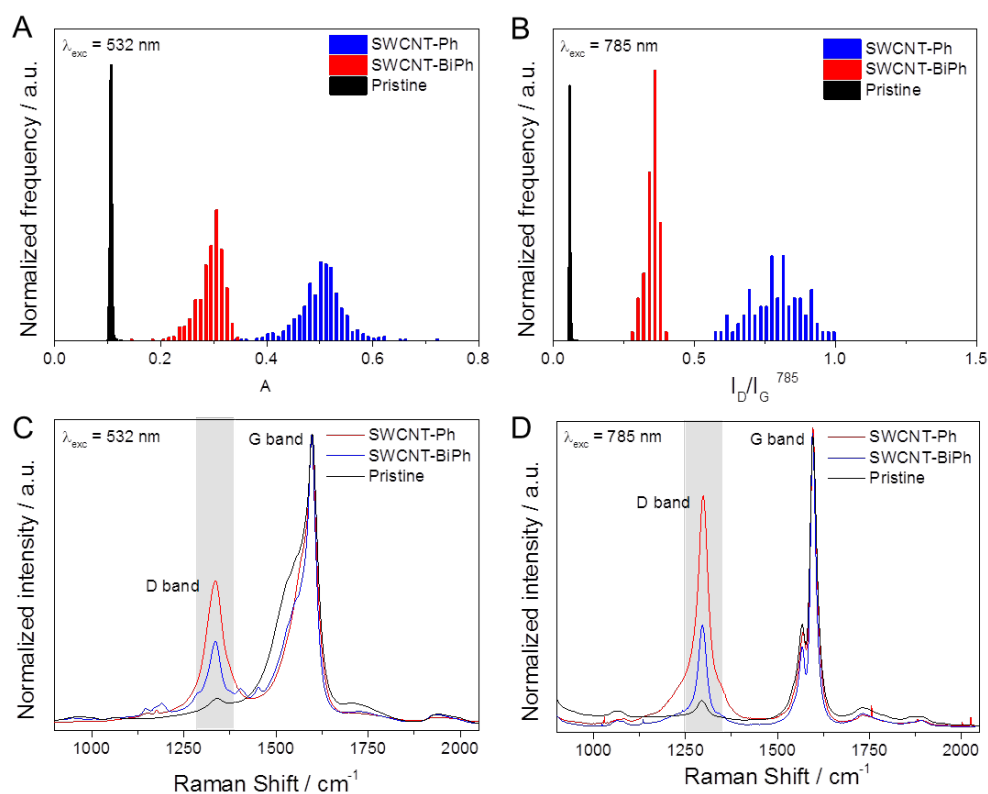 A
λexc = 532 nm
SWCNT-Ph
SWCNT-BiPh
Pristine
Normalized frequency / a.u.
0.0 0.2 0.4 0.6 0.8
A
B
λexc = 785 nm
SWCNT-Ph
SWCNT-BiPh
Pristine
Normalized frequency / a.u.
0.0 0.5 1.0 1.5
I_D/I_G ^785
C
λexc = 532 nm
G band
SWCNT-Ph
SWCNT-BiPh
Pristine
D band
Normalized intensity / a.u.
1000 1250 1500 1750 2000
Raman Shift / cm⁻¹
D
λexc = 785 nm
G band
SWCNT-Ph
SWCNT-BiPh
Pristine
D band
Normalized intensity / a.u.
1000 1250 1500 1750 2000
Raman Shift / cm⁻¹